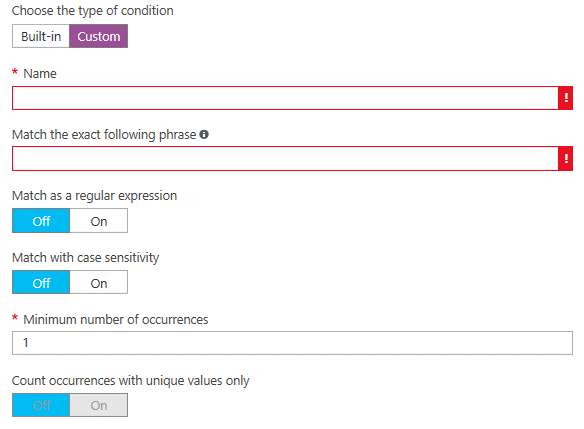 Choose the type of condition
Built-in Custom
* Name
!
Match the exact following phrase
!
Match as a regular expression
Off On
Match with case sensitivity
Off On
* Minimum number of occurrences
1
Count occurrences with unique values only
Off On